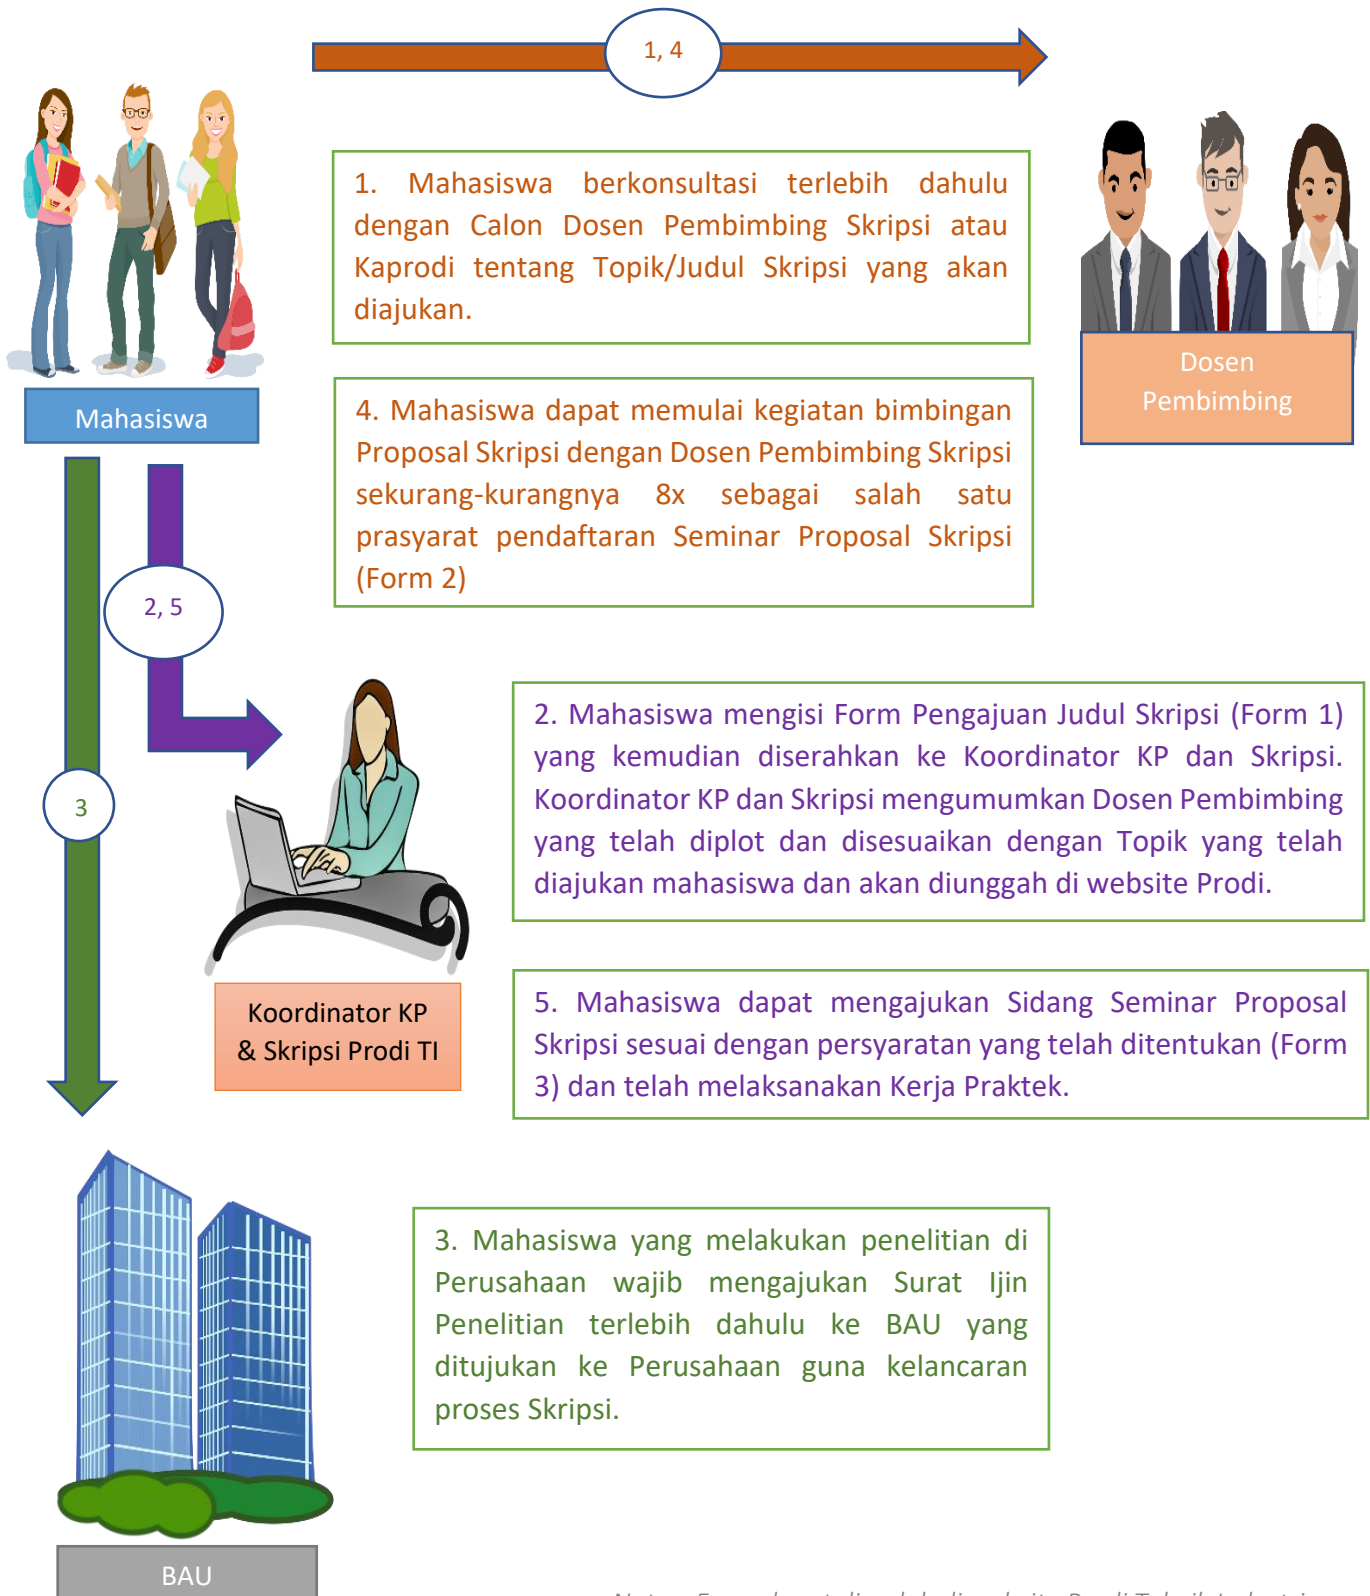 1, 4
1. Mahasiswa berkonsultasi terlebih dahulu
dengan Calon Dosen Pembimbing Skripsi atau
Kaprodi tentang Topik/Judul Skripsi yang akan
diajukan.
Dosen
Pembimbing
Mahasiswa
4. Mahasiswa dapat memulai kegiatan bimbingan
Proposal Skripsi dengan Dosen Pembimbing Skripsi
sekurang-kurangnya 8x sebagai salah satu
prasyarat pendaftaran Seminar Proposal Skripsi
(Form 2)
2, 5
2. Mahasiswa mengisi Form Pengajuan Judul Skripsi (Form 1)
yang kemudian diserahkan ke Koordinator KP dan Skripsi.
Koordinator KP dan Skripsi mengumumkan Dosen Pembimbing
yang telah diplot dan disesuaikan dengan Topik yang telah
diajukan mahasiswa dan akan diunggah di website Prodi.
3
Koordinator KP
& Skripsi Prodi TI
5. Mahasiswa dapat mengajukan Sidang Seminar Proposal
Skripsi sesuai dengan persyaratan yang telah ditentukan (Form
3) dan telah melaksanakan Kerja Praktek.
3. Mahasiswa yang melakukan penelitian di
Perusahaan wajib mengajukan Surat Ijin
Penelitian terlebih dahulu ke BAU yang
ditujukan ke Perusahaan guna kelancaran
proses Skripsi.
BAU